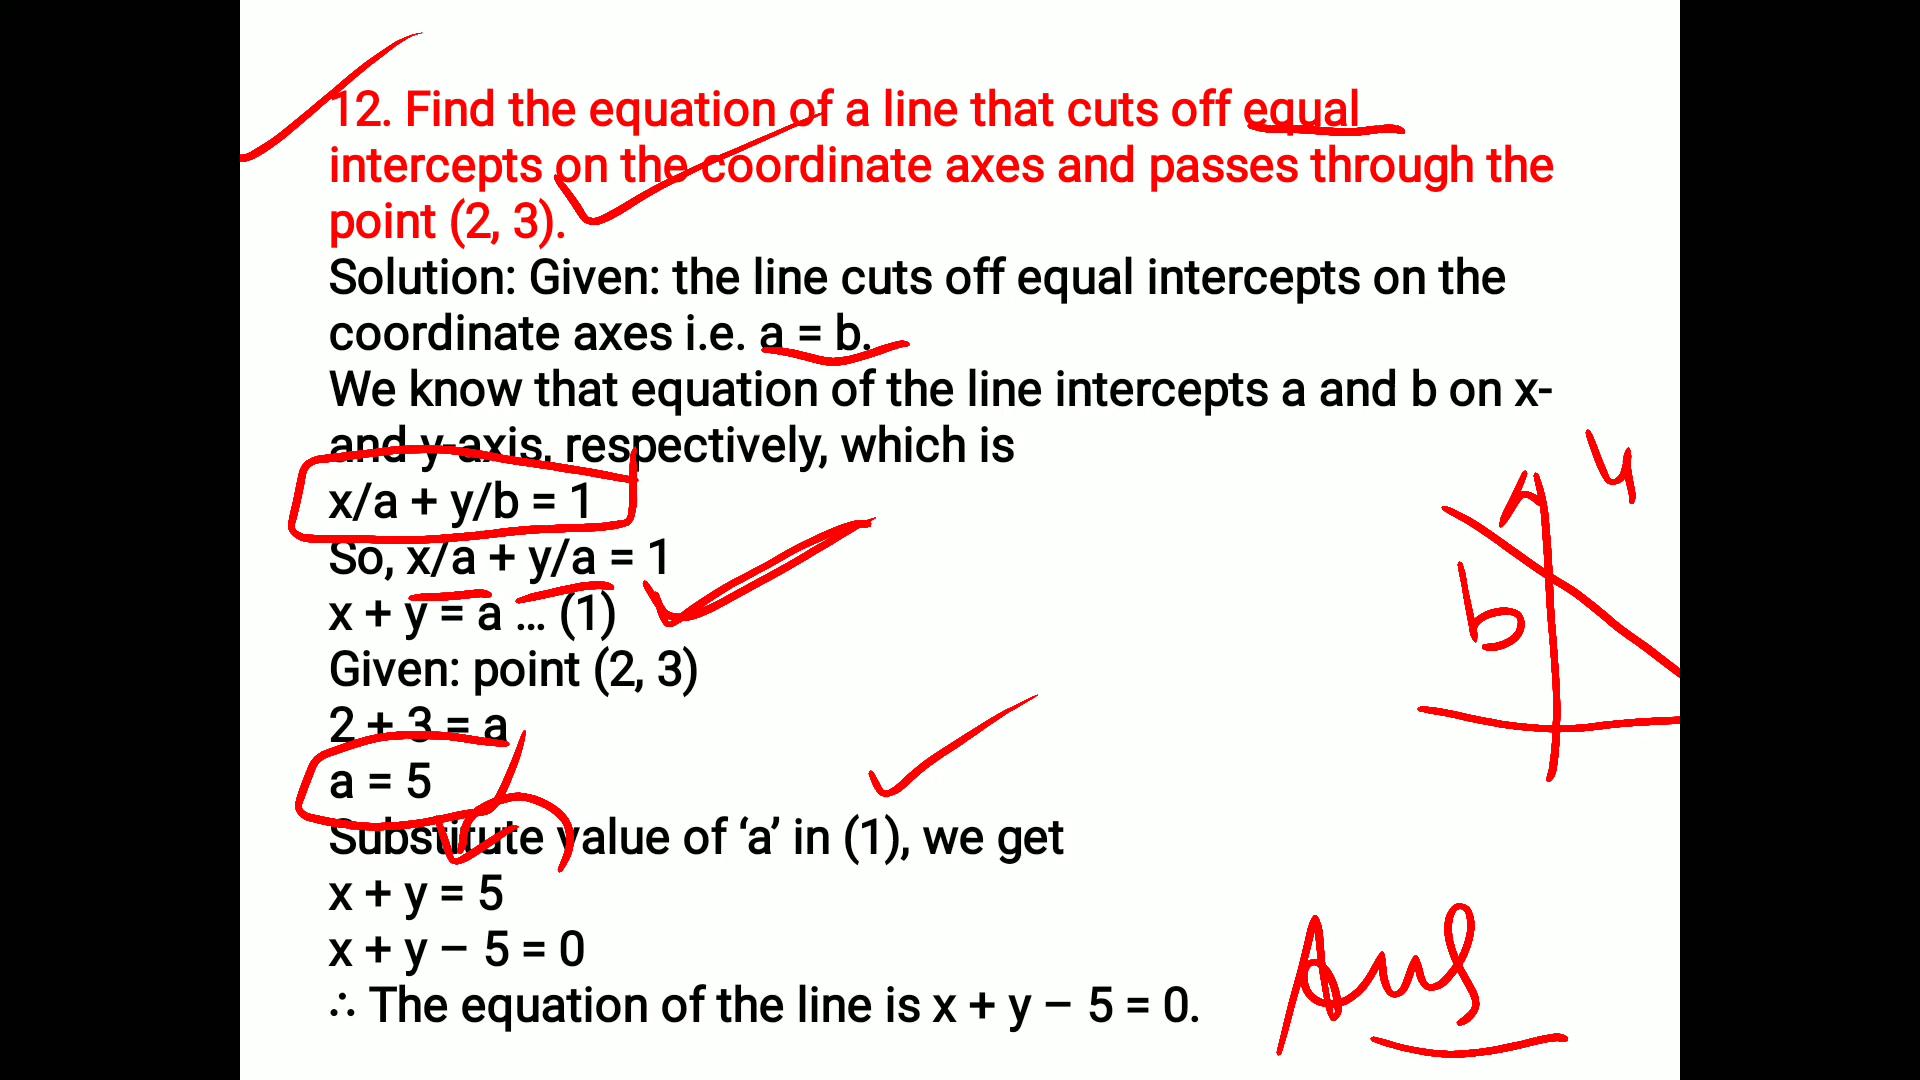 12. Find the equation of a line that cuts off equal
intercepts on the coordinate axes and passes through the
point (2, 3).
Solution: Given: the line cuts off equal intercepts on the
coordinate axes i.e. a = b.
We know that equation of the line intercepts a and b on x-
and y-axis, respectively, which is
x/a + y/b = 1
So, x/a + y/a = 1
x + y = a … (1)
Given: point (2, 3)
2 + 3 = a
a = 5
Substitute value of ‘a’ in (1), we get
x + y = 5
x + y – 5 = 0
∴ The equation of the line is x + y – 5 = 0.
b
Ans